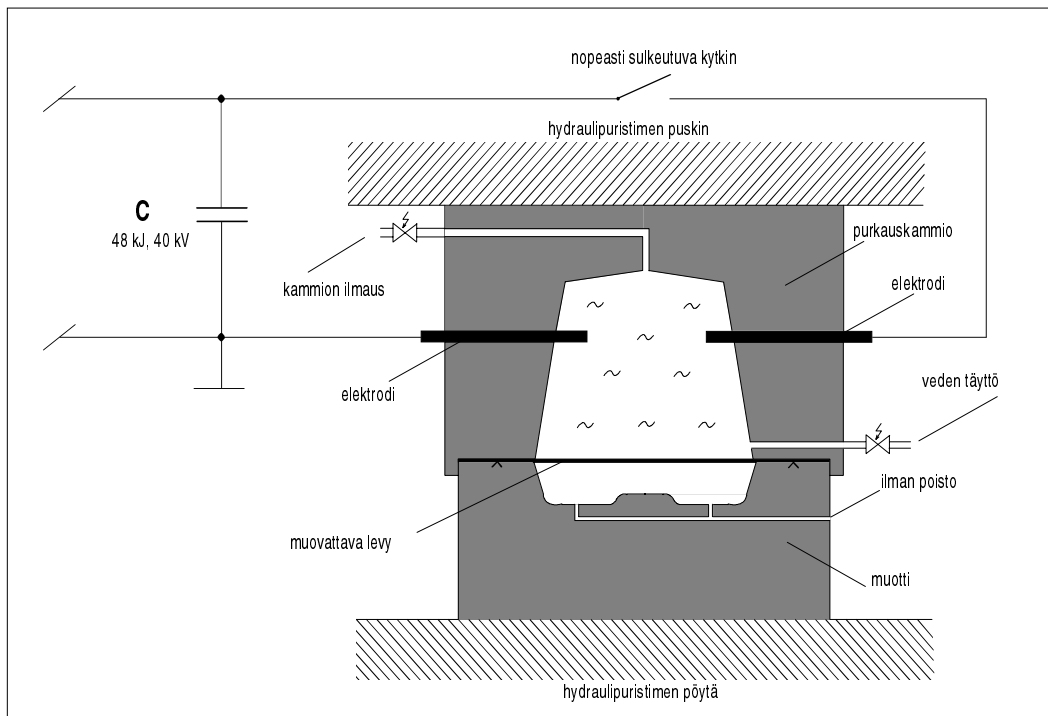 nopeasti sulkeutuva kytkin
hydraulipuristimen puskin
C
48 kJ, 40 kV
purkauskammio
kammion ilmaus
elektrodi
elektrodi
veden täyttö
ilman poisto
muovattava levy
muotti
hydraulipuristimen pöytä